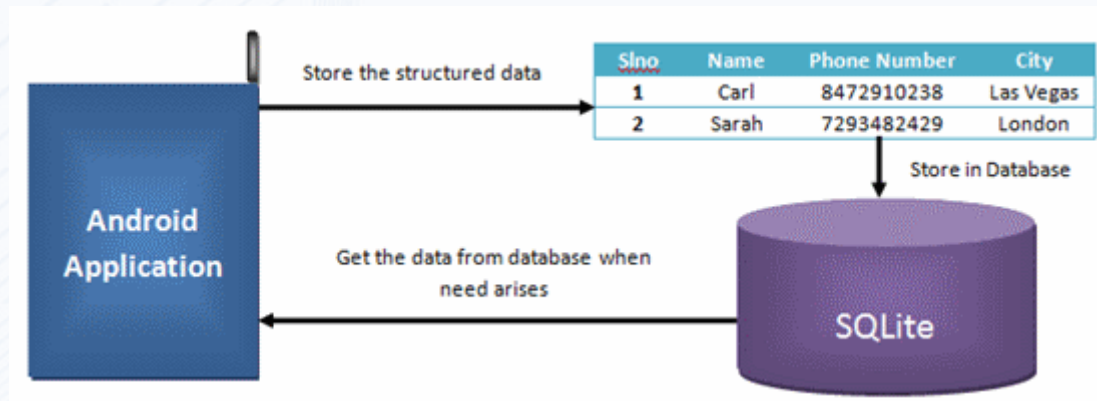 Store the structured data
Slno Name Phone Number City
1 Carl 8472910238 Las Vegas
2 Sarah 7293482429 London
Store in Database
Android
Application
Get the data from database when
need arises
SQLite